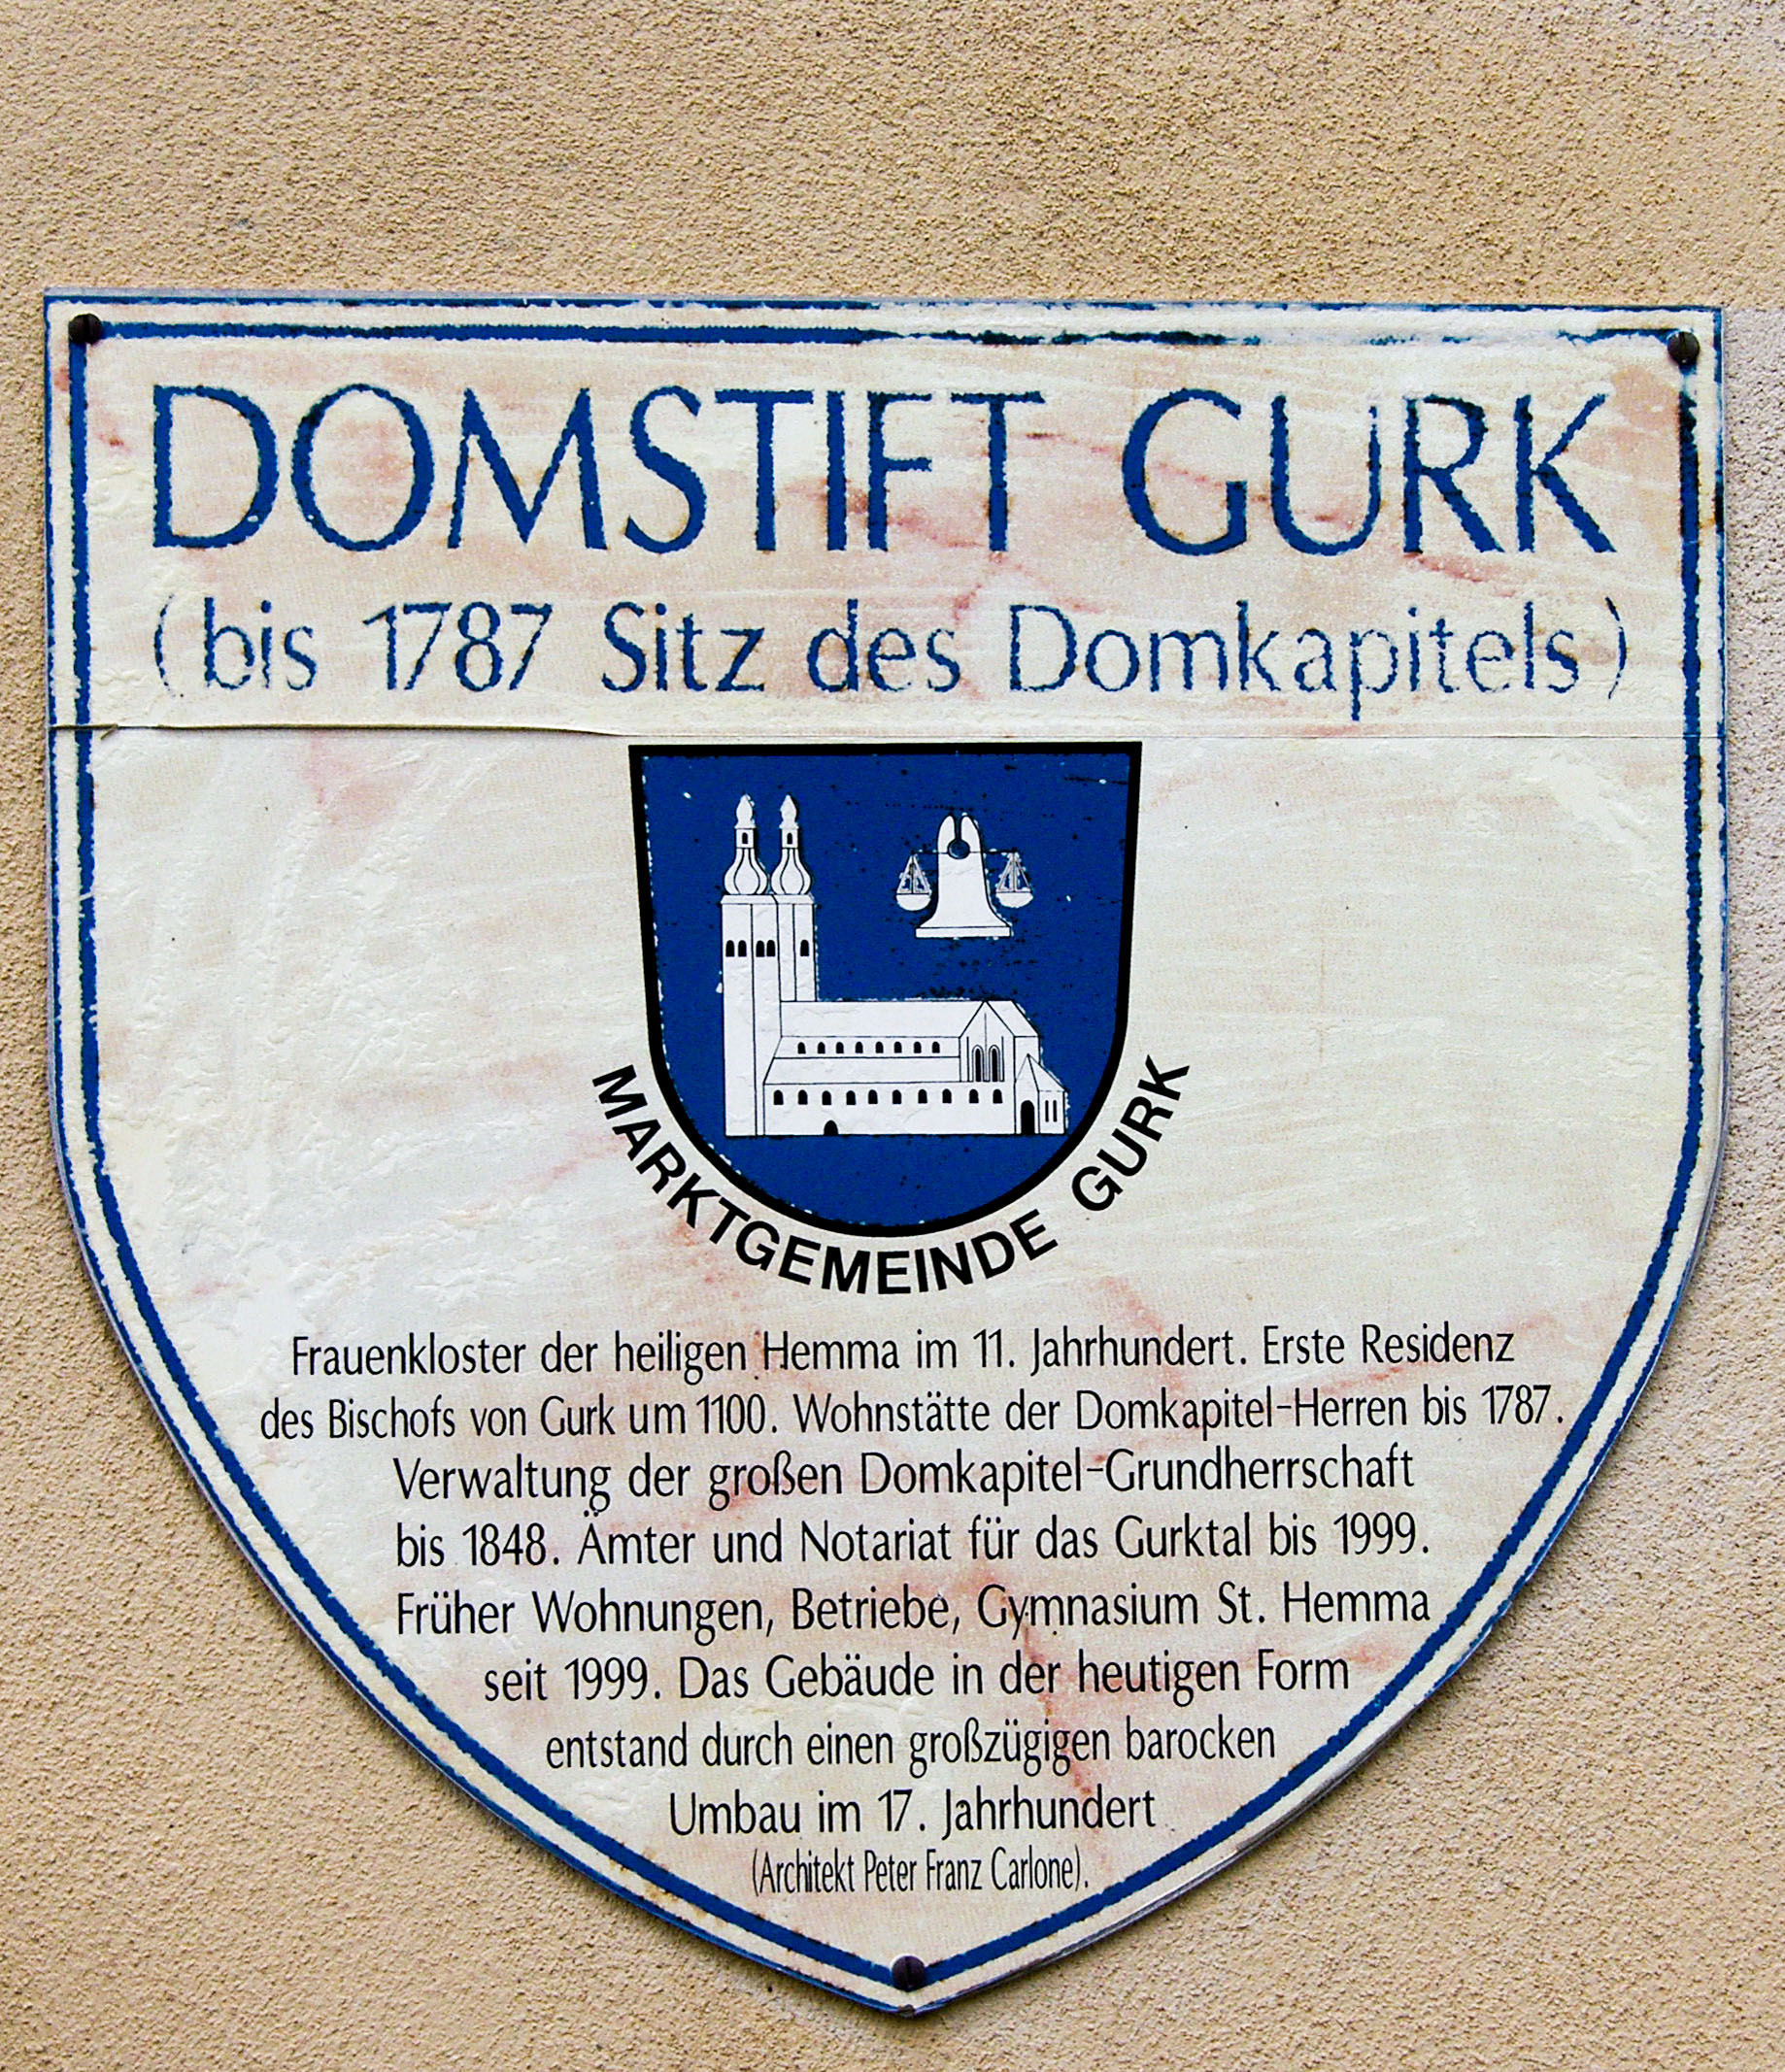 DOMSTIFT GURK
(bis 1787 Sitz des Domkapitels)
MARKTGEMEINDE GURK
Frauenkloster der heiligen Hemma im 11. Jahrhundert. Erste Residenz
des Bischofs von Gurk um 1100. Wohnstätte der Domkapitel-Herren bis 1787.
Verwaltung der großen Domkapitel-Grundherrschaft
bis 1848. Ämter und Notariat für das Gurktal bis 1999.
Früher Wohnungen, Betriebe, Gymnasium St. Hemma
seit 1999. Das Gebäude in der heutigen Form
entstand durch einen großzügigen barocken
Umbau im 17. Jahrhundert
(Architekt Peter Franz Carlone).